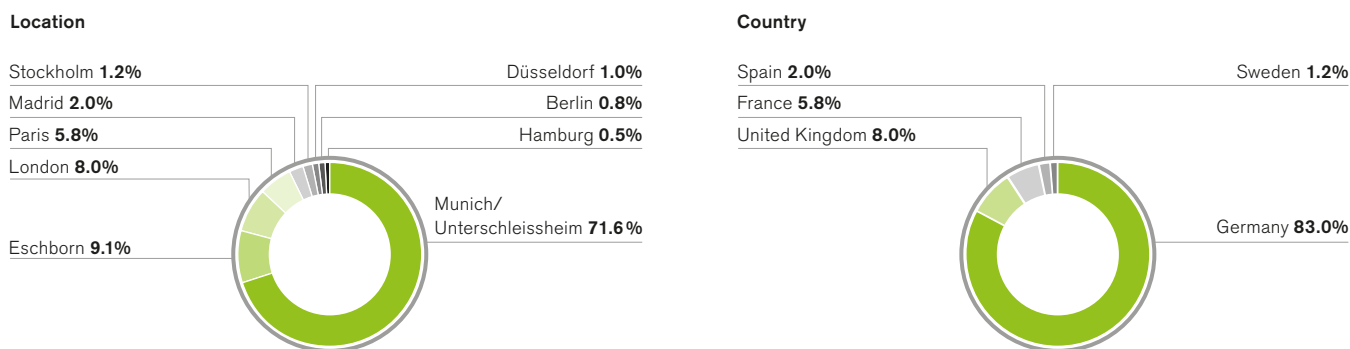 Location
Stockholm 1.2%
Madrid 2.0%
Paris 5.8%
London 8.0%
Eschborn 9.1%
Düsseldorf 1.0%
Berlin 0.8%
Hamburg 0.5%
Munich/
Unterschleissheim 71.6%
Country
Spain 2.0%
France 5.8%
United Kingdom 8.0%
Sweden 1.2%
Germany 83.0%